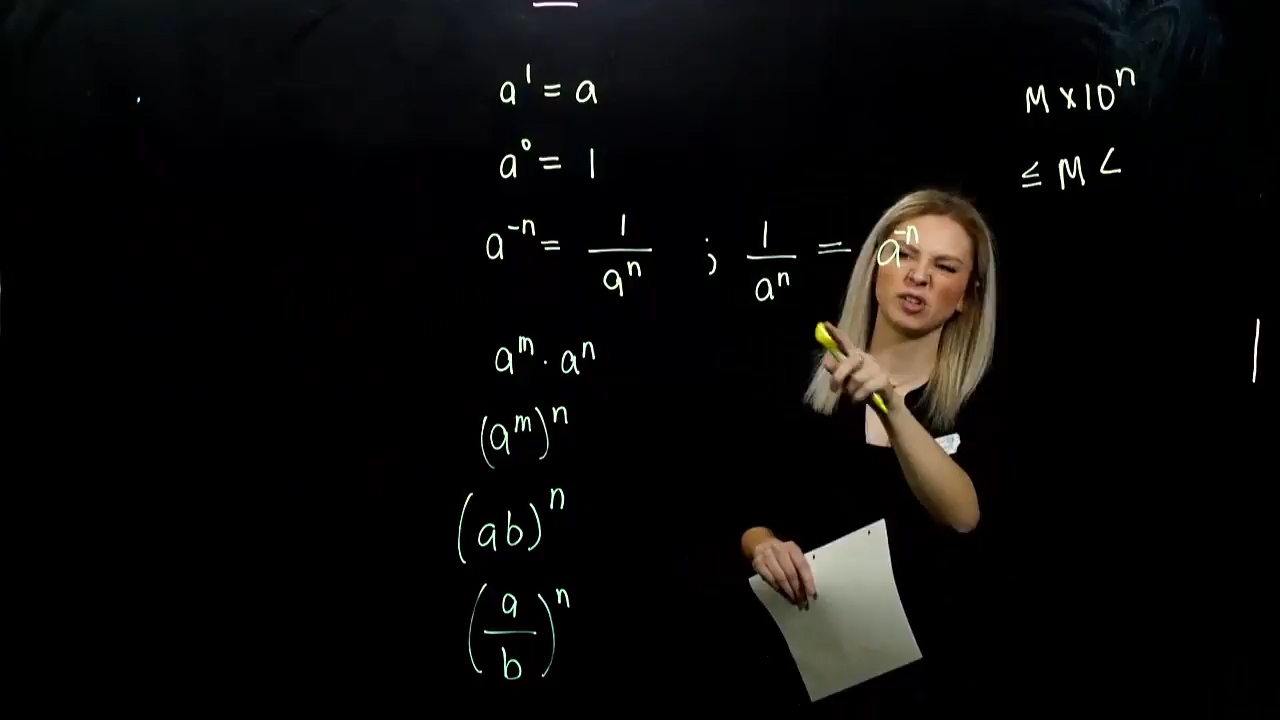 a¹ = a
a⁰ = 1
a⁻ⁿ = 1/aⁿ ; 1/aⁿ = a⁻ⁿ
aᵐ · aⁿ
(aᵐ)ⁿ
(ab)ⁿ
(a/b)ⁿ
M x 10ⁿ
≤ M <